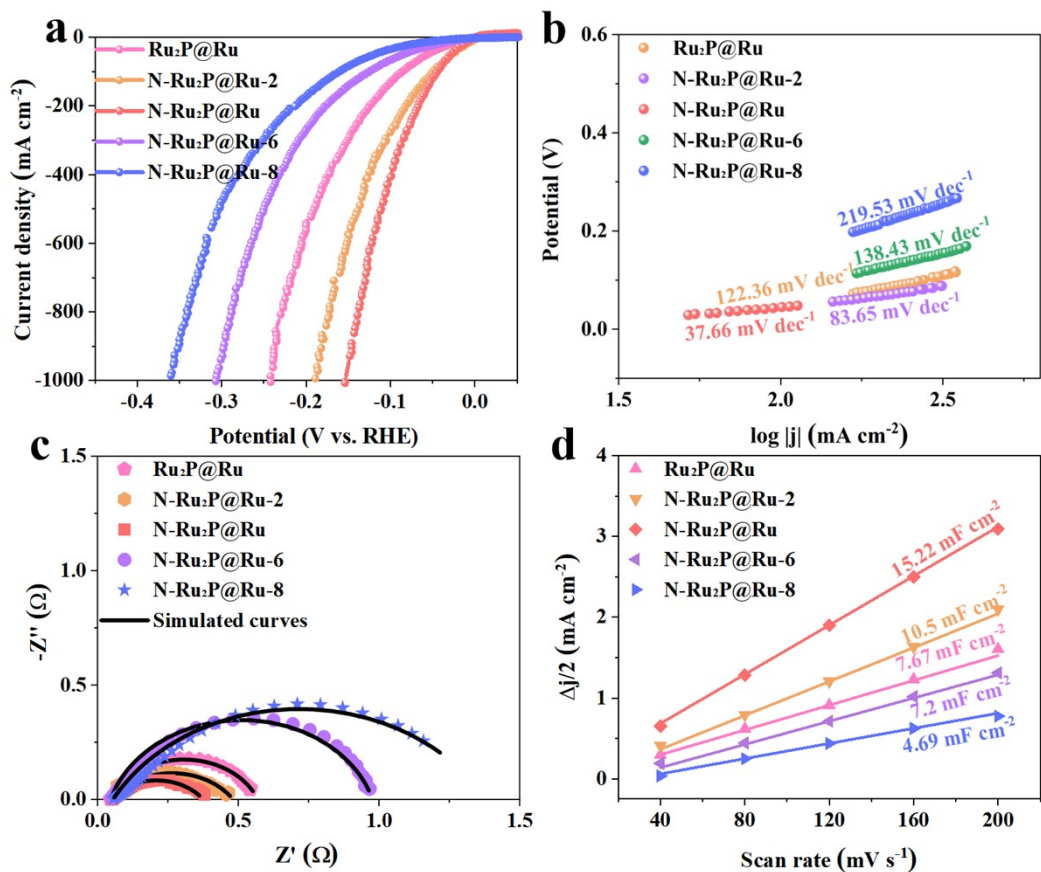 a
0
-200
-400
-600
-800
-1000
Current density (mA cm⁻²)
Ru₂P@Ru
N-Ru₂P@Ru-2
N-Ru₂P@Ru
N-Ru₂P@Ru-6
N-Ru₂P@Ru-8
-0.4 -0.3 -0.2 -0.1 0.0
Potential (V vs. RHE)
b
0.6
0.4
0.2
0.0
Potential (V)
Ru₂P@Ru
N-Ru₂P@Ru-2
N-Ru₂P@Ru
N-Ru₂P@Ru-6
N-Ru₂P@Ru-8
219.53 mV dec⁻¹
138.43 mV dec⁻¹
122.36 mV dec⁻¹
83.65 mV dec⁻¹
37.66 mV dec⁻¹
1.5 2.0 2.5
log |j| (mA cm⁻²)
c
1.5
1.0
0.5
0.0
-Z'' (Ω)
Ru₂P@Ru
N-Ru₂P@Ru-2
N-Ru₂P@Ru
N-Ru₂P@Ru-6
N-Ru₂P@Ru-8
Simulated curves
0.0 0.5 1.0 1.5
Z' (Ω)
d
4
3
2
1
0
Δj/2 (mA cm⁻²)
Ru₂P@Ru
N-Ru₂P@Ru-2
N-Ru₂P@Ru
N-Ru₂P@Ru-6
N-Ru₂P@Ru-8
15.22 mF cm⁻²
10.5 mF cm⁻²
7.67 mF cm⁻²
7.2 mF cm⁻²
4.69 mF cm⁻²
40 80 120 160 200
Scan rate (mV s⁻¹)